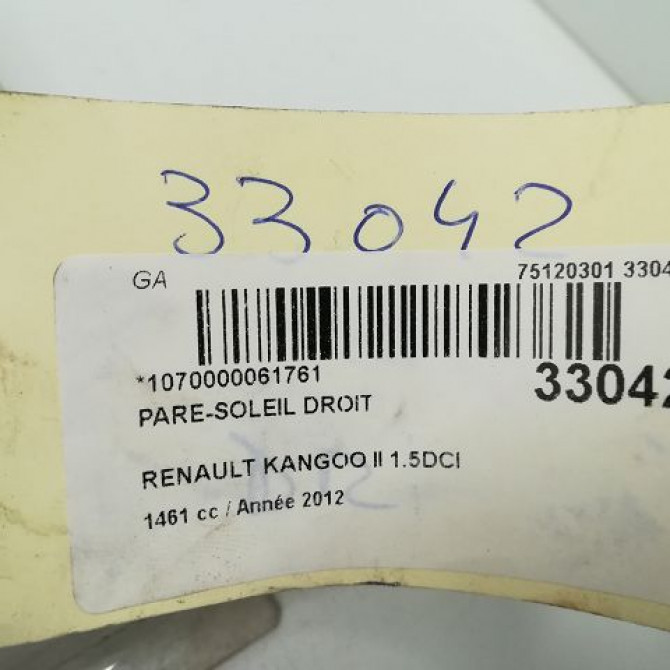 33042
GA
75120301 3304
*1070000061761
33042
PARE-SOLEIL DROIT
RENAULT KANGOO II 1.5DCI
1461 cc / Année 2012